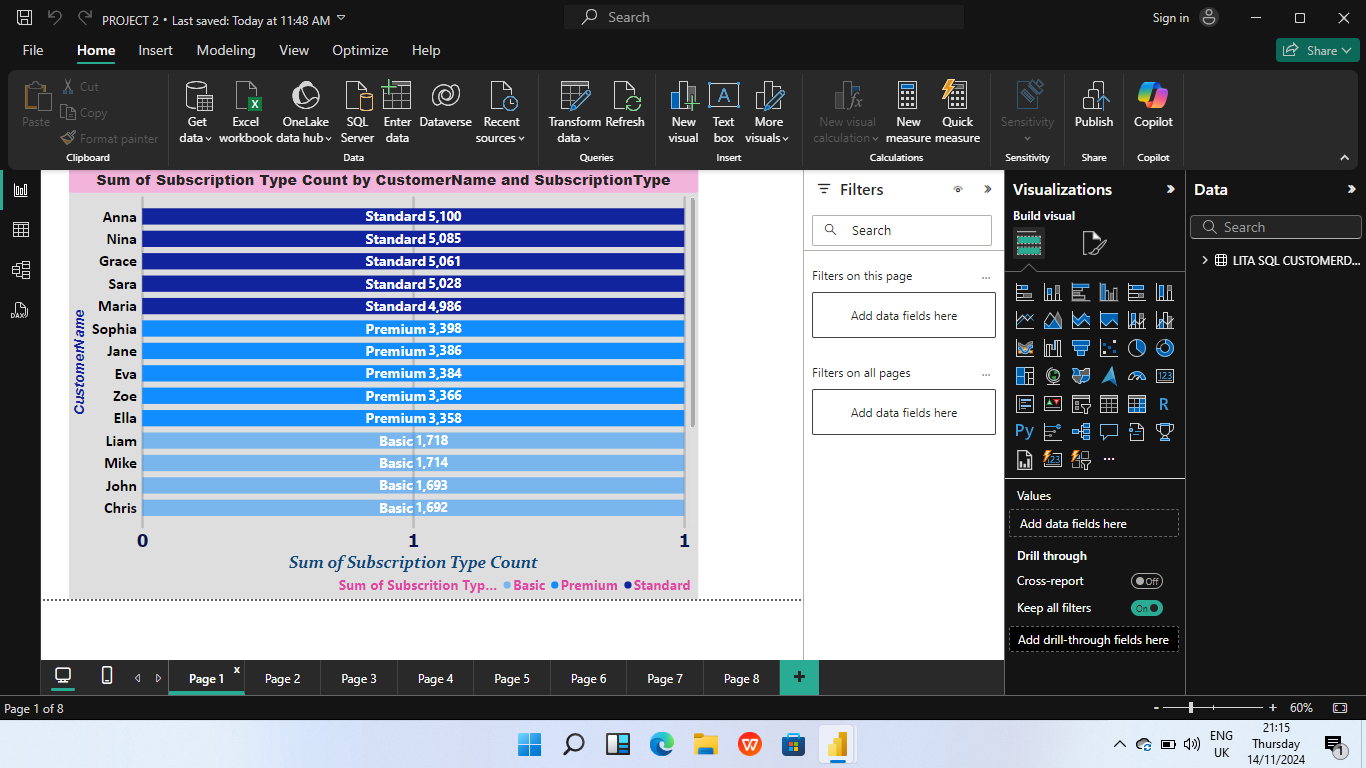 PROJECT 2 • Last saved: Today at 11:48 AM
Search
Sign in
File Home Insert Modeling View Optimize Help
Share
Paste
Cut
Copy
Format painter
Clipboard
Get data
Excel workbook
OneLake data hub
SQL Server
Enter data
Dataverse
Recent sources
Data
Transform data
Refresh
Queries
New visual
Text box
More visuals
Insert
New visual calculation
New measure
Quick measure
Calculations
Sensitivity
Sensitivity
Publish
Share
Copilot
Copilot
Sum of Subscription Type Count by CustomerName and SubscriptionType
CustomerName
Anna Standard 5,100
Nina Standard 5,085
Grace Standard 5,061
Sara Standard 5,028
Maria Standard 4,986
Sophia Premium 3,398
Jane Premium 3,386
Eva Premium 3,384
Zoe Premium 3,366
Ella Premium 3,358
Liam Basic 1,718
Mike Basic 1,714
John Basic 1,693
Chris Basic 1,692
0 1 1
Sum of Subscription Type Count
Sum of Subscrition Typ... Basic Premium Standard
Filters
Search
Filters on this page
...
Add data fields here
Filters on all pages
...
Add data fields here
Visualizations
Build visual
R
Py
123
...
Values
Add data fields here
Drill through
Cross-report Off
Keep all filters On
Add drill-through fields here
Data
Search
LITA SQL CUSTOMERD...
Page 1 x
Page 2
Page 3
Page 4
Page 5
Page 6
Page 7
Page 8
+
Page 1 of 8
- + 60%
ENG
UK
21:15
Thursday
14/11/2024
1